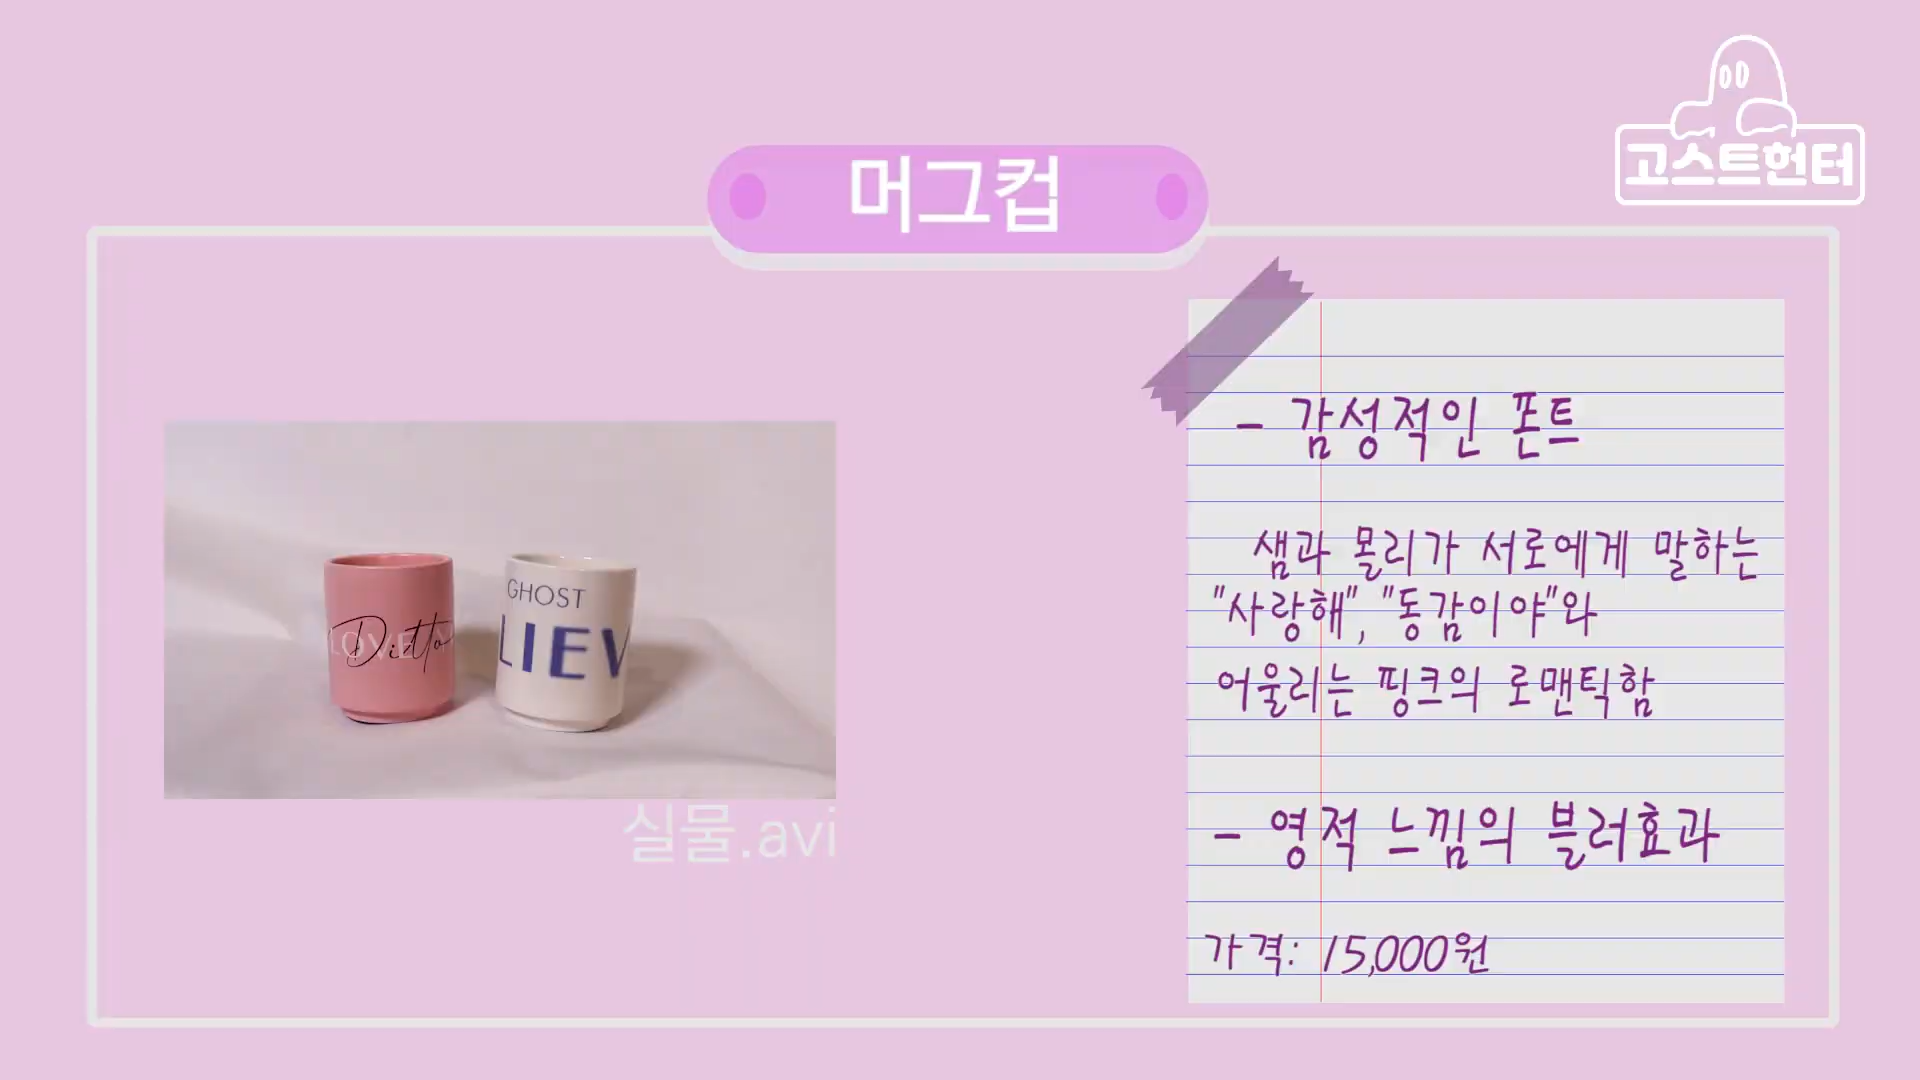 고스트헌터
머그컵
GHOST
LIEV
LOVE
Ditto
실물.avi
- 감성적인 폰트
샘과 몰리가 서로에게 말하는
"사랑해", "동감이야"와
어울리는 핑크의 로맨틱함
- 영적 느낌의 블러효과
가격: 15,000원